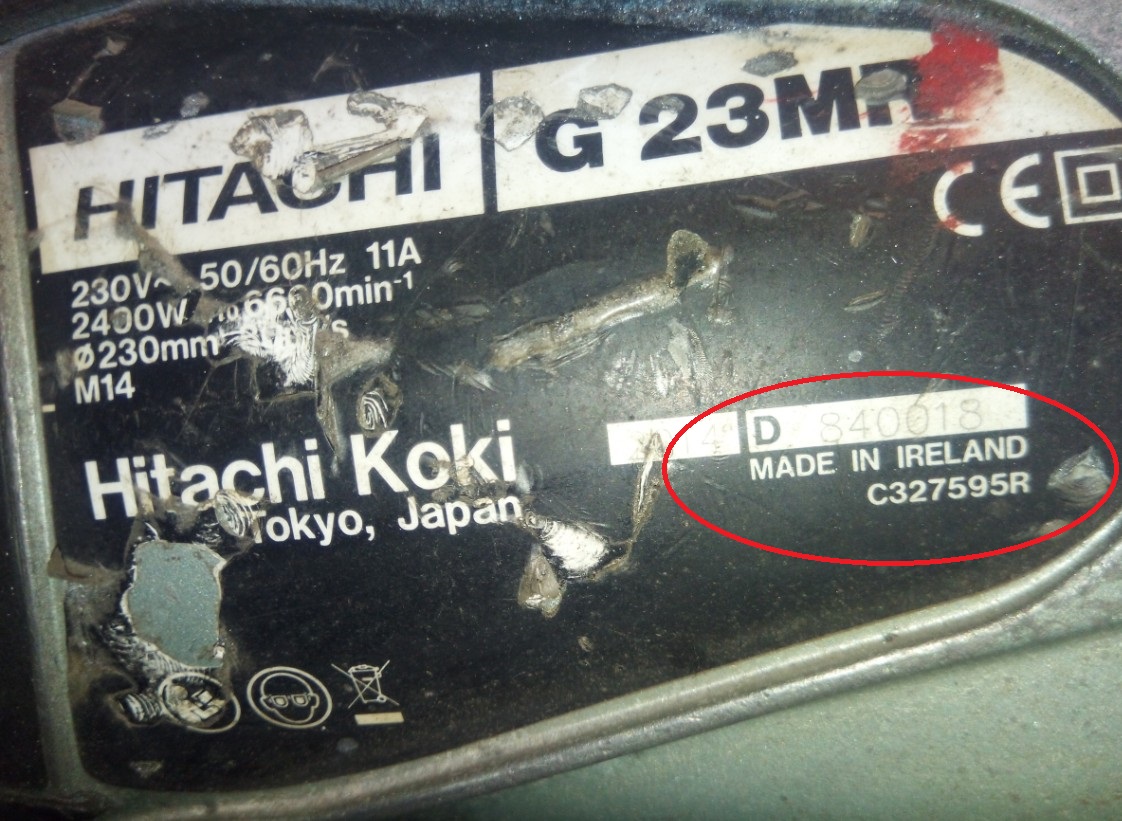 HITACHI G 23MR
CE
230V~ 50/60Hz 11A
2400W 6600min-1
Ø230mm
M14
D 840018
MADE IN IRELAND
C327595R
Hitachi Koki
Tokyo, Japan